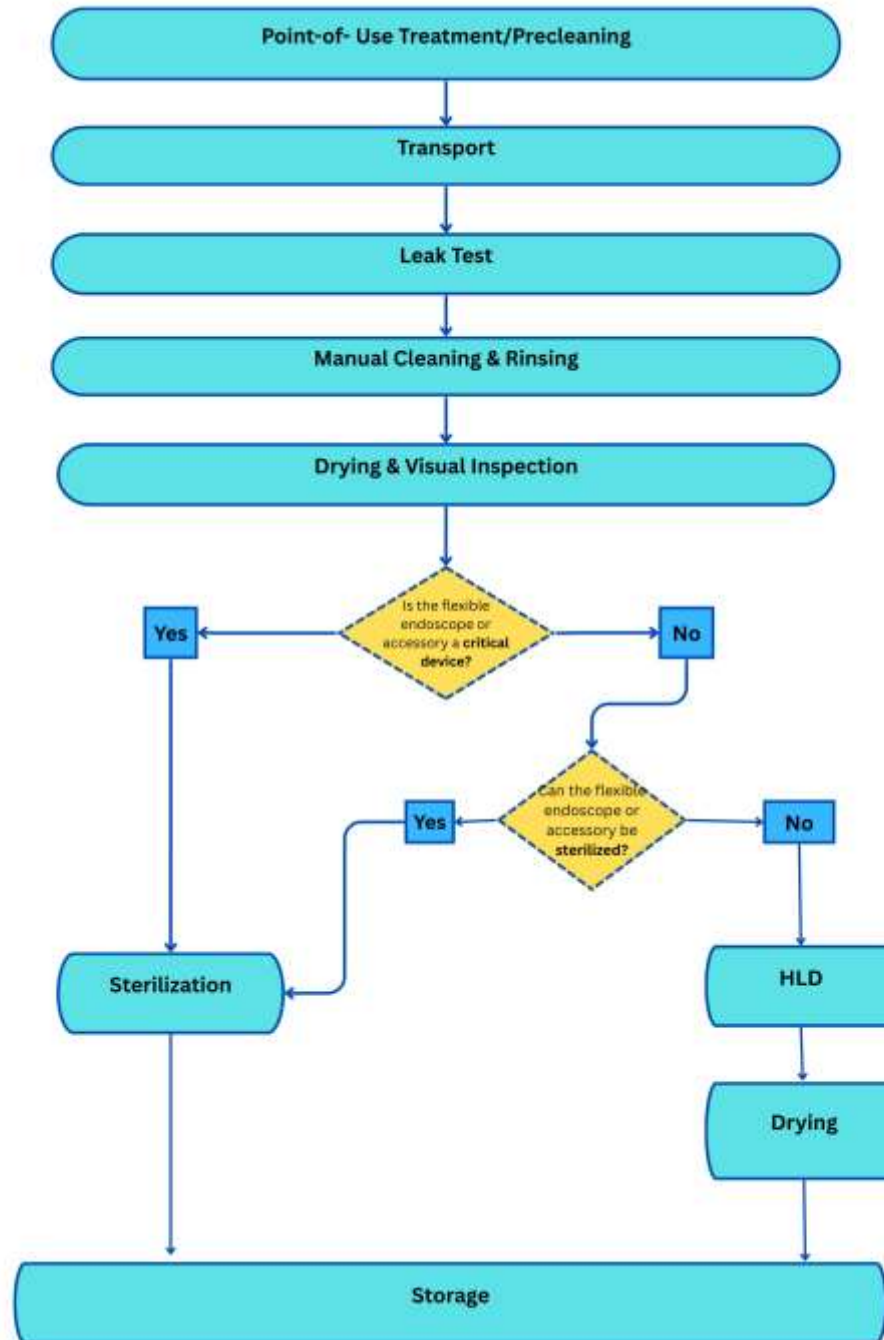 Point-of- Use Treatment/Precleaning
Transport
Leak Test
Manual Cleaning & Rinsing
Drying & Visual Inspection
Is the flexible
endoscope or
accessory a critical
device?
Yes
No
Can the flexible
endoscope or
accessory be
sterilized?
Yes
No
Sterilization
HLD
Drying
Storage